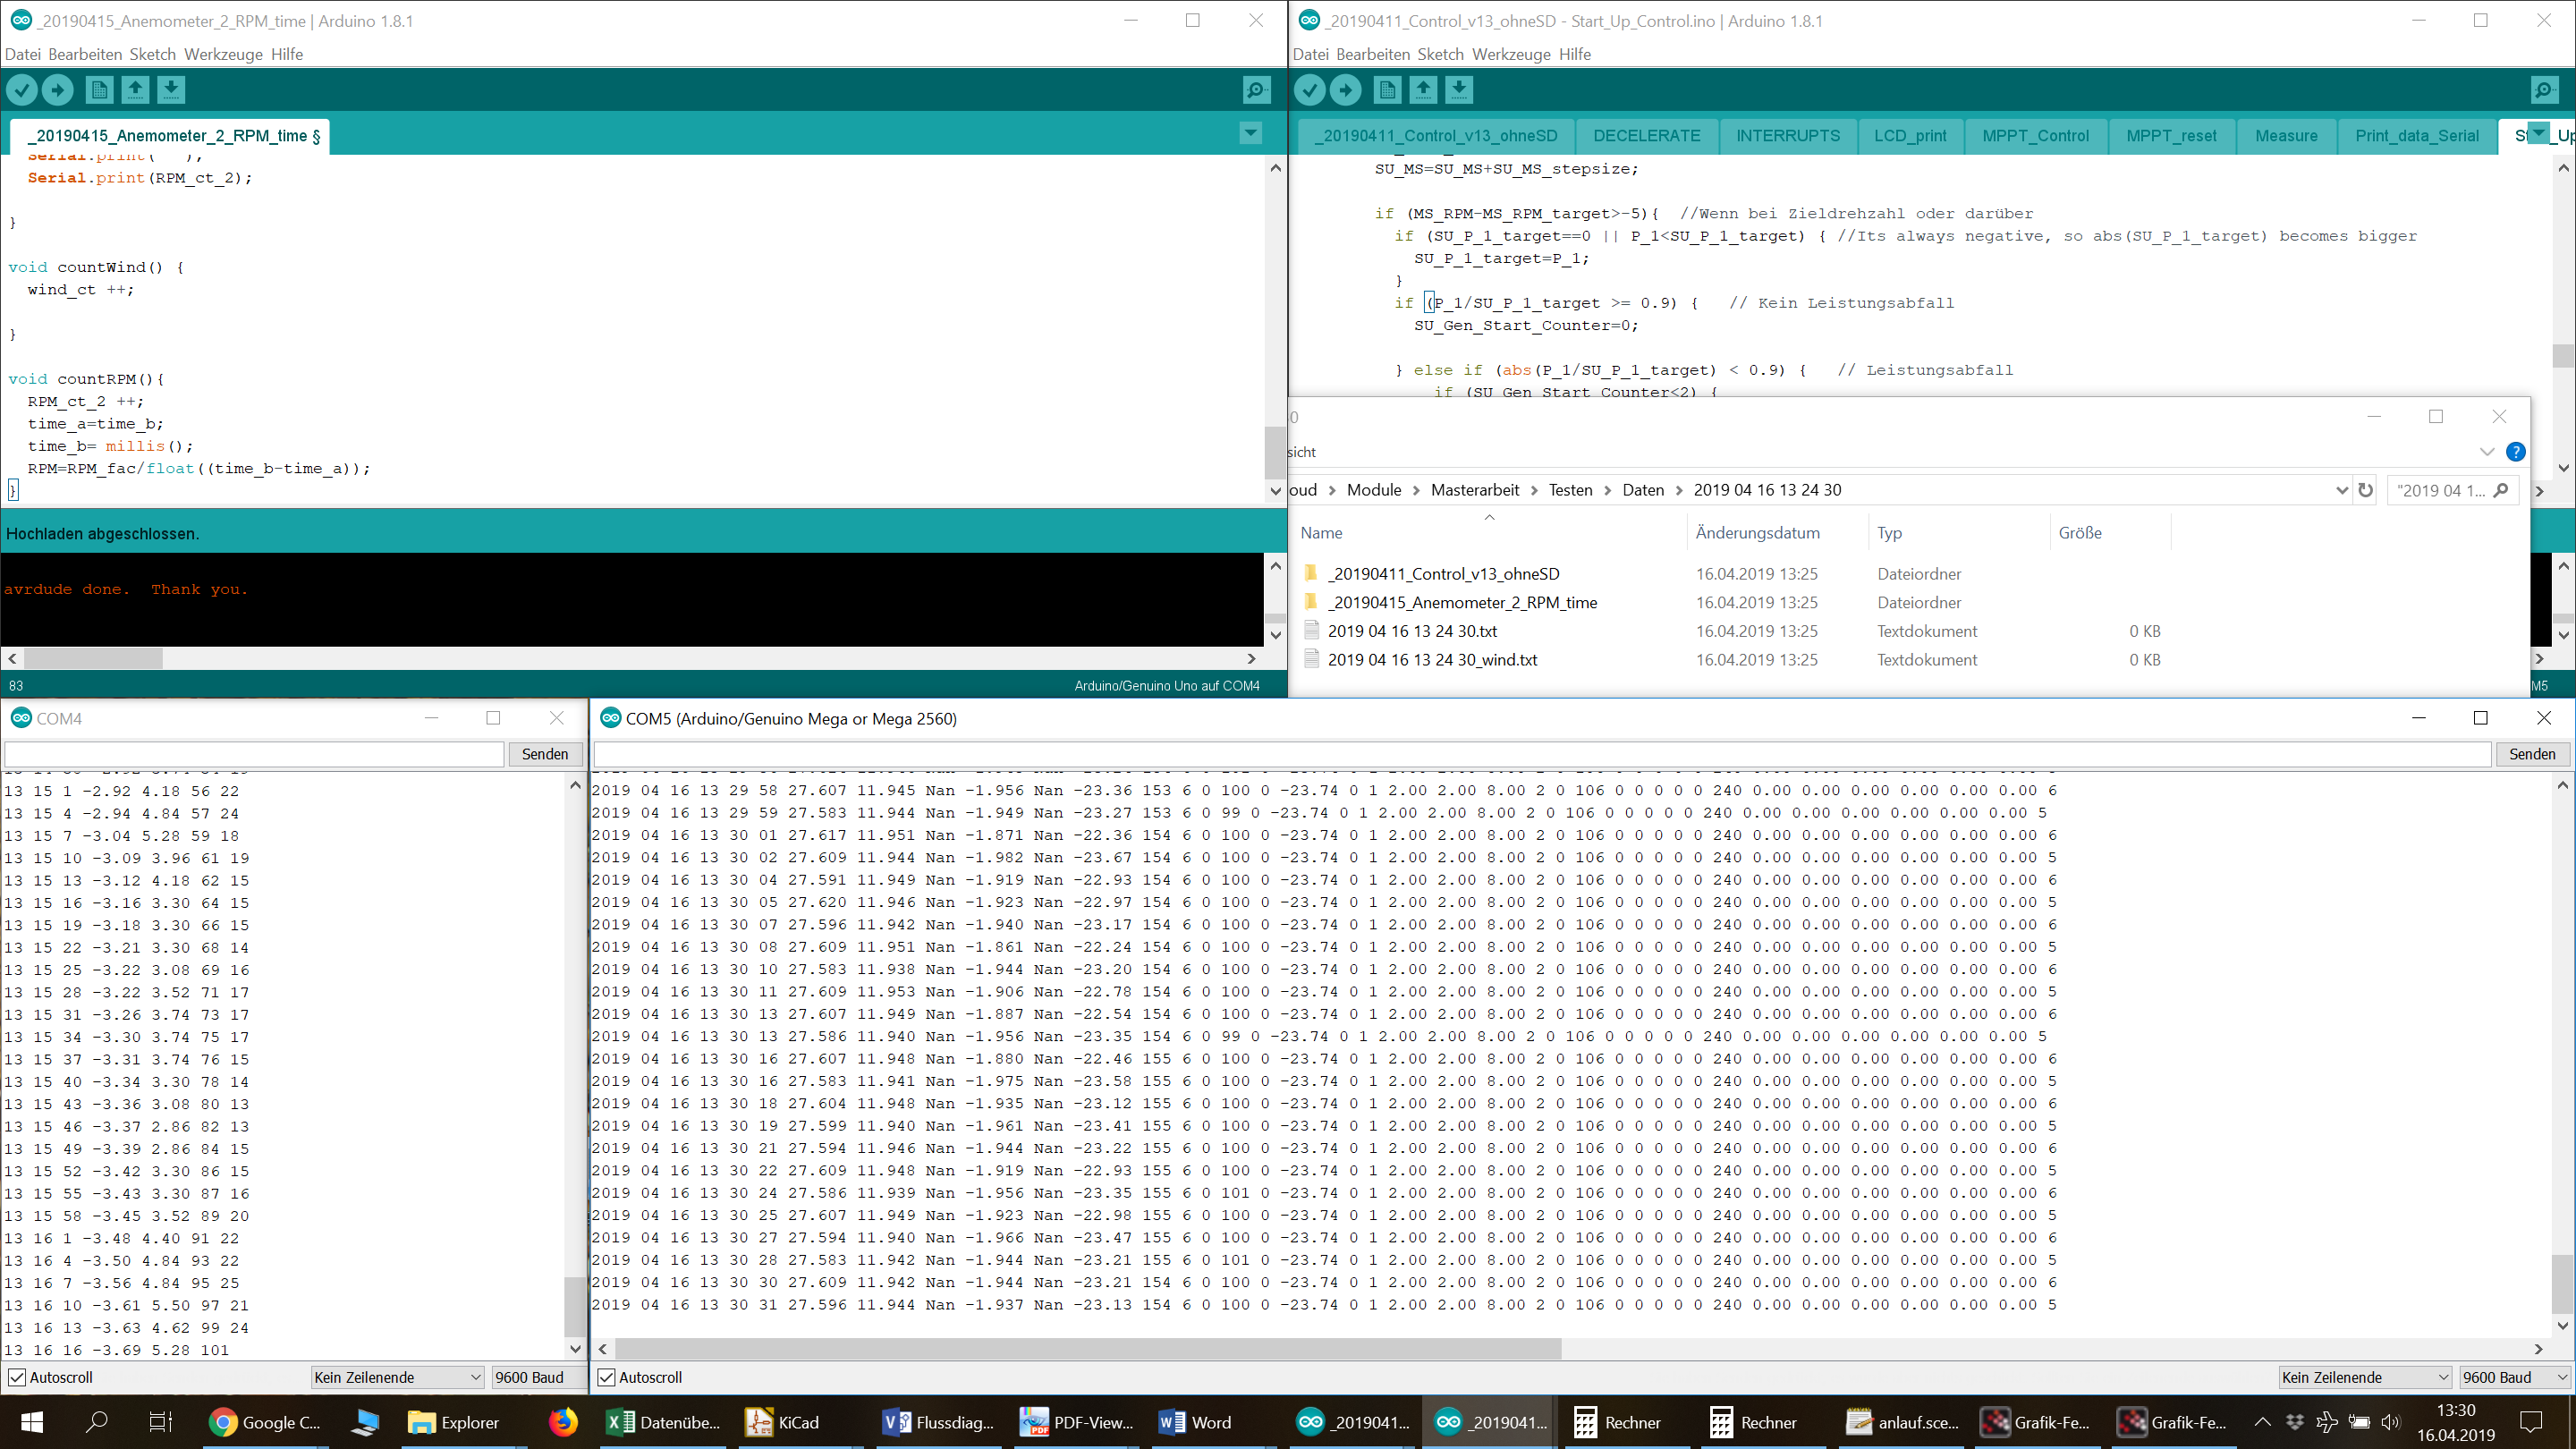 _20190415_Anemometer_2_RPM_time | Arduino 1.8.1
Datei Bearbeiten Sketch Werkzeuge Hilfe
_20190415_Anemometer_2_RPM_time §
Serial.print(" ");
Serial.print(RPM_ct_2);
}
void countWind() {
wind_ct ++;
}
void countRPM(){
RPM_ct_2 ++;
time_a=time_b;
time_b= millis();
RPM=RPM_fac/float((time_b-time_a));
}
Hochladen abgeschlossen.
avrdude done.  Thank you.
83
Arduino/Genuino Uno auf COM4
_20190411_Control_v13_ohneSD - Start_Up_Control.ino | Arduino 1.8.1
Datei Bearbeiten Sketch Werkzeuge Hilfe
_20190411_Control_v13_ohneSD DECELERATE INTERRUPTS LCD_print MPPT_Control MPPT_reset Measure Print_data_Serial
SU_MS=SU_MS+SU_MS_stepsize;
if (MS_RPM-MS_RPM_target>-5){  //Wenn bei Zieldrehzahl oder darüber
if (SU_P_1_target==0 || P_1<SU_P_1_target) { //Its always negative, so abs(SU_P_1_target) becomes bigger
SU_P_1_target=P_1;
}
if (P_1/SU_P_1_target >= 0.9) {   // Kein Leistungsabfall
SU_Gen_Start_Counter=0;
} else if (abs(P_1/SU_P_1_target) < 0.9) {   // Leistungsabfall
if (SU_Gen_Start_Counter<2) {
0
sicht
oud > Module > Masterarbeit > Testen > Daten > 2019 04 16 13 24 30
"2019 04 1...
Name Änderungsdatum Typ Größe
_20190411_Control_v13_ohneSD 16.04.2019 13:25 Dateiordner
_20190415_Anemometer_2_RPM_time 16.04.2019 13:25 Dateiordner
2019 04 16 13 24 30.txt 16.04.2019 13:25 Textdokument 0 KB
2019 04 16 13 24 30_wind.txt 16.04.2019 13:25 Textdokument 0 KB
M5
COM4
Senden
13 15 1 -2.92 4.18 56 22
13 15 4 -2.94 4.84 57 24
13 15 7 -3.04 5.28 59 18
13 15 10 -3.09 3.96 61 19
13 15 13 -3.12 4.18 62 15
13 15 16 -3.16 3.30 64 15
13 15 19 -3.18 3.30 66 15
13 15 22 -3.21 3.30 68 14
13 15 25 -3.22 3.08 69 16
13 15 28 -3.22 3.52 71 17
13 15 31 -3.26 3.74 73 17
13 15 34 -3.30 3.74 75 17
13 15 37 -3.31 3.74 76 15
13 15 40 -3.34 3.30 78 14
13 15 43 -3.36 3.08 80 13
13 15 46 -3.37 2.86 82 13
13 15 49 -3.39 2.86 84 15
13 15 52 -3.42 3.30 86 15
13 15 55 -3.43 3.30 87 16
13 15 58 -3.45 3.52 89 20
13 16 1 -3.48 4.40 91 22
13 16 4 -3.50 4.84 93 22
13 16 7 -3.56 4.84 95 25
13 16 10 -3.61 5.50 97 21
13 16 13 -3.63 4.62 99 24
13 16 16 -3.69 5.28 101
Autoscroll Kein Zeilenende 9600 Baud
COM5 (Arduino/Genuino Mega or Mega 2560)
Senden
2019 04 16 13 29 58 27.607 11.945 Nan -1.956 Nan -23.36 153 6 0 100 0 -23.74 0 1 2.00 2.00 8.00 2 0 106 0 0 0 0 0 240 0.00 0.00 0.00 0.00 0.00 0.00 6
2019 04 16 13 29 59 27.583 11.944 Nan -1.949 Nan -23.27 153 6 0 99 0 -23.74 0 1 2.00 2.00 8.00 2 0 106 0 0 0 0 0 240 0.00 0.00 0.00 0.00 0.00 0.00 5
2019 04 16 13 30 01 27.617 11.951 Nan -1.871 Nan -22.36 154 6 0 100 0 -23.74 0 1 2.00 2.00 8.00 2 0 106 0 0 0 0 0 240 0.00 0.00 0.00 0.00 0.00 0.00 6
2019 04 16 13 30 02 27.609 11.944 Nan -1.982 Nan -23.67 154 6 0 100 0 -23.74 0 1 2.00 2.00 8.00 2 0 106 0 0 0 0 0 240 0.00 0.00 0.00 0.00 0.00 0.00 5
2019 04 16 13 30 04 27.591 11.949 Nan -1.919 Nan -22.93 154 6 0 100 0 -23.74 0 1 2.00 2.00 8.00 2 0 106 0 0 0 0 0 240 0.00 0.00 0.00 0.00 0.00 0.00 6
2019 04 16 13 30 05 27.620 11.946 Nan -1.923 Nan -22.97 154 6 0 100 0 -23.74 0 1 2.00 2.00 8.00 2 0 106 0 0 0 0 0 240 0.00 0.00 0.00 0.00 0.00 0.00 5
2019 04 16 13 30 07 27.596 11.942 Nan -1.940 Nan -23.17 154 6 0 100 0 -23.74 0 1 2.00 2.00 8.00 2 0 106 0 0 0 0 0 240 0.00 0.00 0.00 0.00 0.00 0.00 6
2019 04 16 13 30 08 27.609 11.951 Nan -1.861 Nan -22.24 154 6 0 100 0 -23.74 0 1 2.00 2.00 8.00 2 0 106 0 0 0 0 0 240 0.00 0.00 0.00 0.00 0.00 0.00 5
2019 04 16 13 30 10 27.583 11.938 Nan -1.944 Nan -23.20 154 6 0 100 0 -23.74 0 1 2.00 2.00 8.00 2 0 106 0 0 0 0 0 240 0.00 0.00 0.00 0.00 0.00 0.00 6
2019 04 16 13 30 11 27.609 11.953 Nan -1.906 Nan -22.78 154 6 0 100 0 -23.74 0 1 2.00 2.00 8.00 2 0 106 0 0 0 0 0 240 0.00 0.00 0.00 0.00 0.00 0.00 5
2019 04 16 13 30 13 27.607 11.949 Nan -1.887 Nan -22.54 154 6 0 100 0 -23.74 0 1 2.00 2.00 8.00 2 0 106 0 0 0 0 0 240 0.00 0.00 0.00 0.00 0.00 0.00 6
2019 04 16 13 30 13 27.586 11.940 Nan -1.956 Nan -23.35 154 6 0 99 0 -23.74 0 1 2.00 2.00 8.00 2 0 106 0 0 0 0 0 240 0.00 0.00 0.00 0.00 0.00 0.00 5
2019 04 16 13 30 16 27.607 11.948 Nan -1.880 Nan -22.46 155 6 0 100 0 -23.74 0 1 2.00 2.00 8.00 2 0 106 0 0 0 0 0 240 0.00 0.00 0.00 0.00 0.00 0.00 6
2019 04 16 13 30 16 27.583 11.941 Nan -1.975 Nan -23.58 155 6 0 100 0 -23.74 0 1 2.00 2.00 8.00 2 0 106 0 0 0 0 0 240 0.00 0.00 0.00 0.00 0.00 0.00 5
2019 04 16 13 30 18 27.604 11.948 Nan -1.935 Nan -23.12 155 6 0 100 0 -23.74 0 1 2.00 2.00 8.00 2 0 106 0 0 0 0 0 240 0.00 0.00 0.00 0.00 0.00 0.00 6
2019 04 16 13 30 19 27.599 11.940 Nan -1.961 Nan -23.41 155 6 0 100 0 -23.74 0 1 2.00 2.00 8.00 2 0 106 0 0 0 0 0 240 0.00 0.00 0.00 0.00 0.00 0.00 5
2019 04 16 13 30 21 27.594 11.946 Nan -1.944 Nan -23.22 155 6 0 100 0 -23.74 0 1 2.00 2.00 8.00 2 0 106 0 0 0 0 0 240 0.00 0.00 0.00 0.00 0.00 0.00 6
2019 04 16 13 30 22 27.609 11.948 Nan -1.919 Nan -22.93 155 6 0 100 0 -23.74 0 1 2.00 2.00 8.00 2 0 106 0 0 0 0 0 240 0.00 0.00 0.00 0.00 0.00 0.00 5
2019 04 16 13 30 24 27.586 11.939 Nan -1.956 Nan -23.35 155 6 0 101 0 -23.74 0 1 2.00 2.00 8.00 2 0 106 0 0 0 0 0 240 0.00 0.00 0.00 0.00 0.00 0.00 6
2019 04 16 13 30 25 27.607 11.949 Nan -1.923 Nan -22.98 155 6 0 100 0 -23.74 0 1 2.00 2.00 8.00 2 0 106 0 0 0 0 0 240 0.00 0.00 0.00 0.00 0.00 0.00 5
2019 04 16 13 30 27 27.594 11.940 Nan -1.966 Nan -23.47 155 6 0 100 0 -23.74 0 1 2.00 2.00 8.00 2 0 106 0 0 0 0 0 240 0.00 0.00 0.00 0.00 0.00 0.00 6
2019 04 16 13 30 28 27.583 11.942 Nan -1.944 Nan -23.21 155 6 0 101 0 -23.74 0 1 2.00 2.00 8.00 2 0 106 0 0 0 0 0 240 0.00 0.00 0.00 0.00 0.00 0.00 5
2019 04 16 13 30 30 27.609 11.942 Nan -1.944 Nan -23.21 154 6 0 100 0 -23.74 0 1 2.00 2.00 8.00 2 0 106 0 0 0 0 0 240 0.00 0.00 0.00 0.00 0.00 0.00 6
2019 04 16 13 30 31 27.596 11.944 Nan -1.937 Nan -23.13 154 6 0 100 0 -23.74 0 1 2.00 2.00 8.00 2 0 106 0 0 0 0 0 240 0.00 0.00 0.00 0.00 0.00 0.00 5
Autoscroll Kein Zeilenende 9600 Baud
Google C... Explorer Datenübe... KiCad Flussdiag... PDF-View... Word _2019041... _2019041... Rechner Rechner anlauf.sce... Grafik-Fe... Grafik-Fe... 13:30
16.04.2019